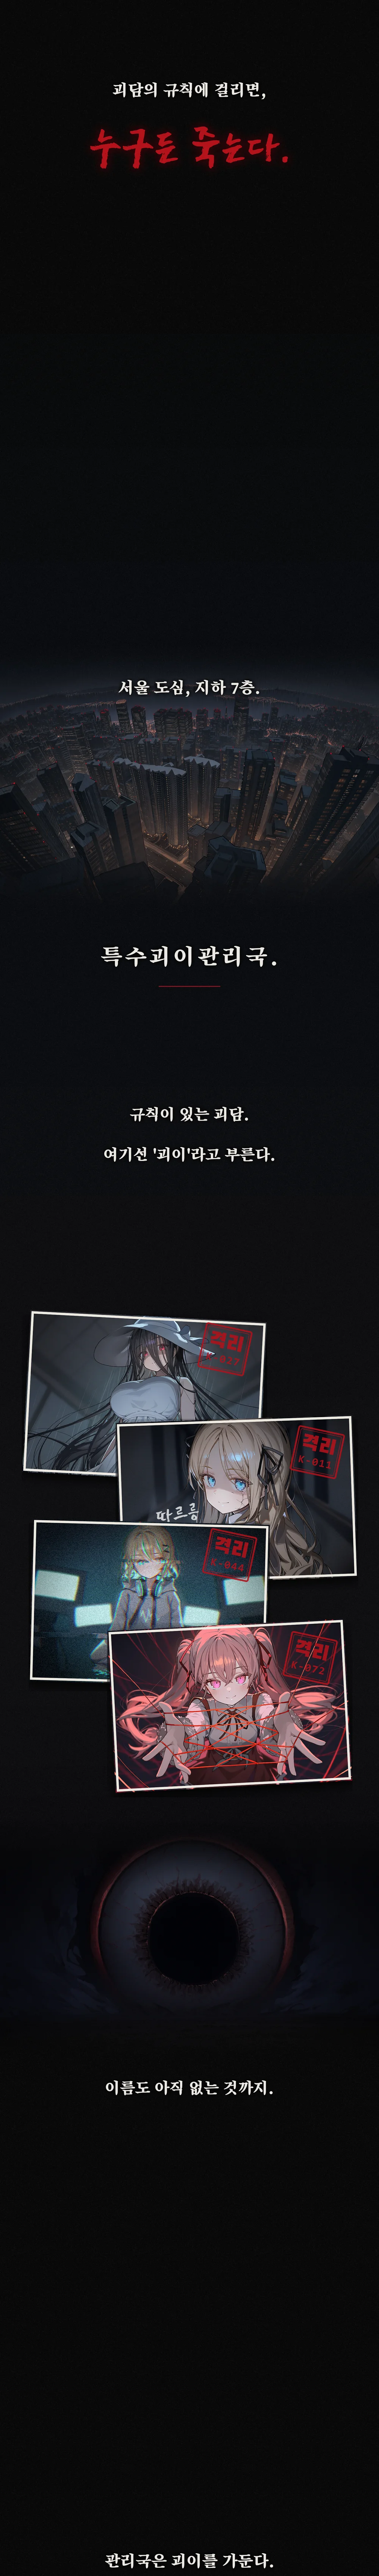 괴담의 규칙에 걸리면,
누구든 죽는다.
서울 도심, 지하 7층.
특수괴이관리국.
규칙이 있는 괴담.
여기선 '괴이'라고 부른다.
격리
격리
K-011
따르릉
격리
K-044
격리
K-072
이름도 아직 없는 것까지.
관리국은 괴이를 가둔다.